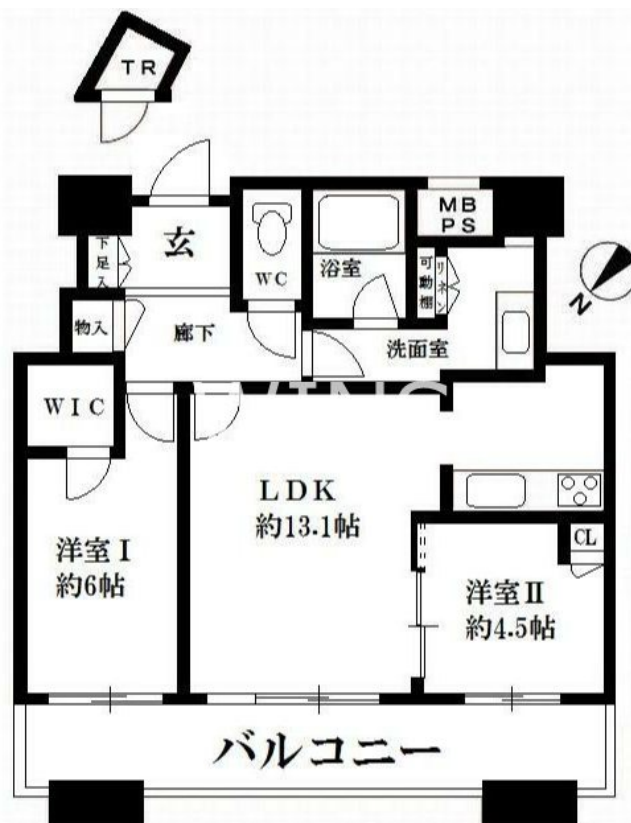 TR
MB
PS
下足入
玄
WC
浴室
可動棚
リネン
N
物入
廊下
洗面室
WIC
LDK
約13.1帖
CL
洋室Ⅰ
約6帖
洋室Ⅱ
約4.5帖
バルコニー